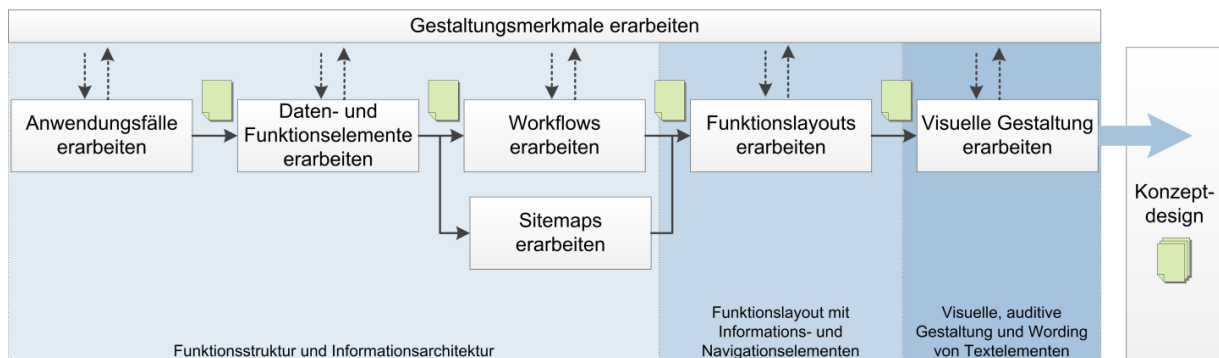 Gestaltungsmerkmale erarbeiten
Anwendungsfälle
erarbeiten
Daten- und
Funktionselemente
erarbeiten
Workflows
erarbeiten
Sitemaps
erarbeiten
Funktionslayouts
erarbeiten
Visuelle Gestaltung
erarbeiten
Konzept-
design
Funktionsstruktur und Informationsarchitektur
Funktionslayout mit
Informations- und
Navigationselementen
Visuelle, auditive
Gestaltung und Wording
von Textelementen